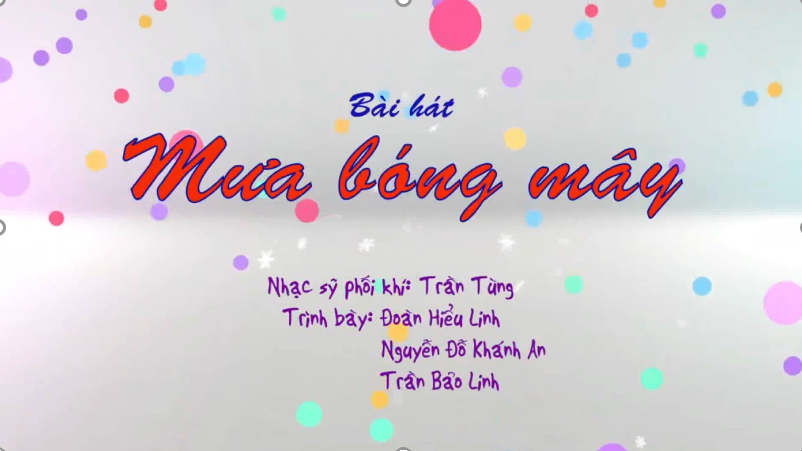 Bài hát
Mưa bóng mây
Nhạc sỹ phối khí: Trần Tùng
Trình bày: Đoàn Hiểu Linh
Nguyễn Đỗ Khánh An
Trần Bảo Linh